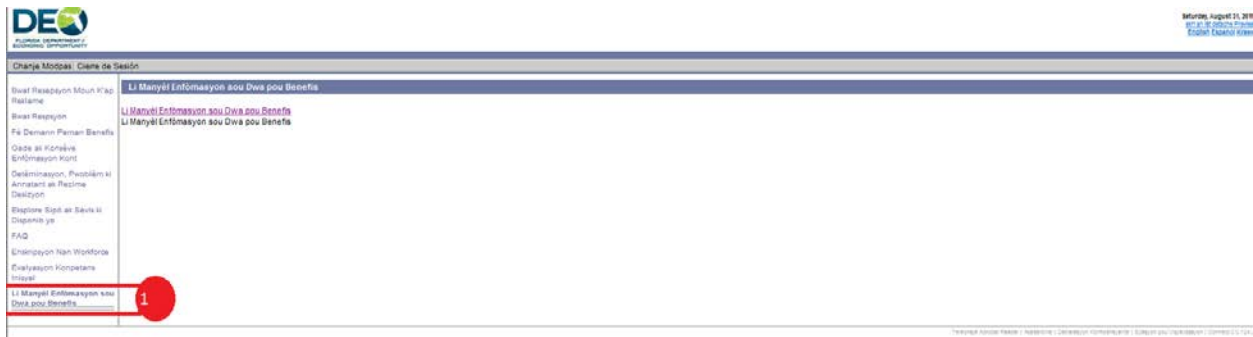 DEO
FLORIDA DEPARTMENT of
ECONOMIC OPPORTUNITY
Saturday, August 31, 2019
English Espanol Kreyol
Chanje Modpas Cierre de Sesión
Bwat Resepsyon Moun K'ap
Reklame
Bwat Respsyon
Fè Demann Peman Benefis
Gade ak Konsève
Enfòmasyon Kont
Detèminasyon, Pwoblèm ki
Annatant ak Rezime
Desizyon
Eksplore Sipò ak Sèvis ki
Disponib yo
FAQ
Enskripsyon Nan Workforce
Evalyasyon Konpetans
Inisyal
Li Manyèl Enfòmasyon sou
Dwa pou Benefis
1
Li Manyèl Enfòmasyon sou Dwa pou Benefis
Li Manyèl Enfòmasyon sou Dwa pou Benefis
Li Manyèl Enfòmasyon sou Dwa pou Benefis